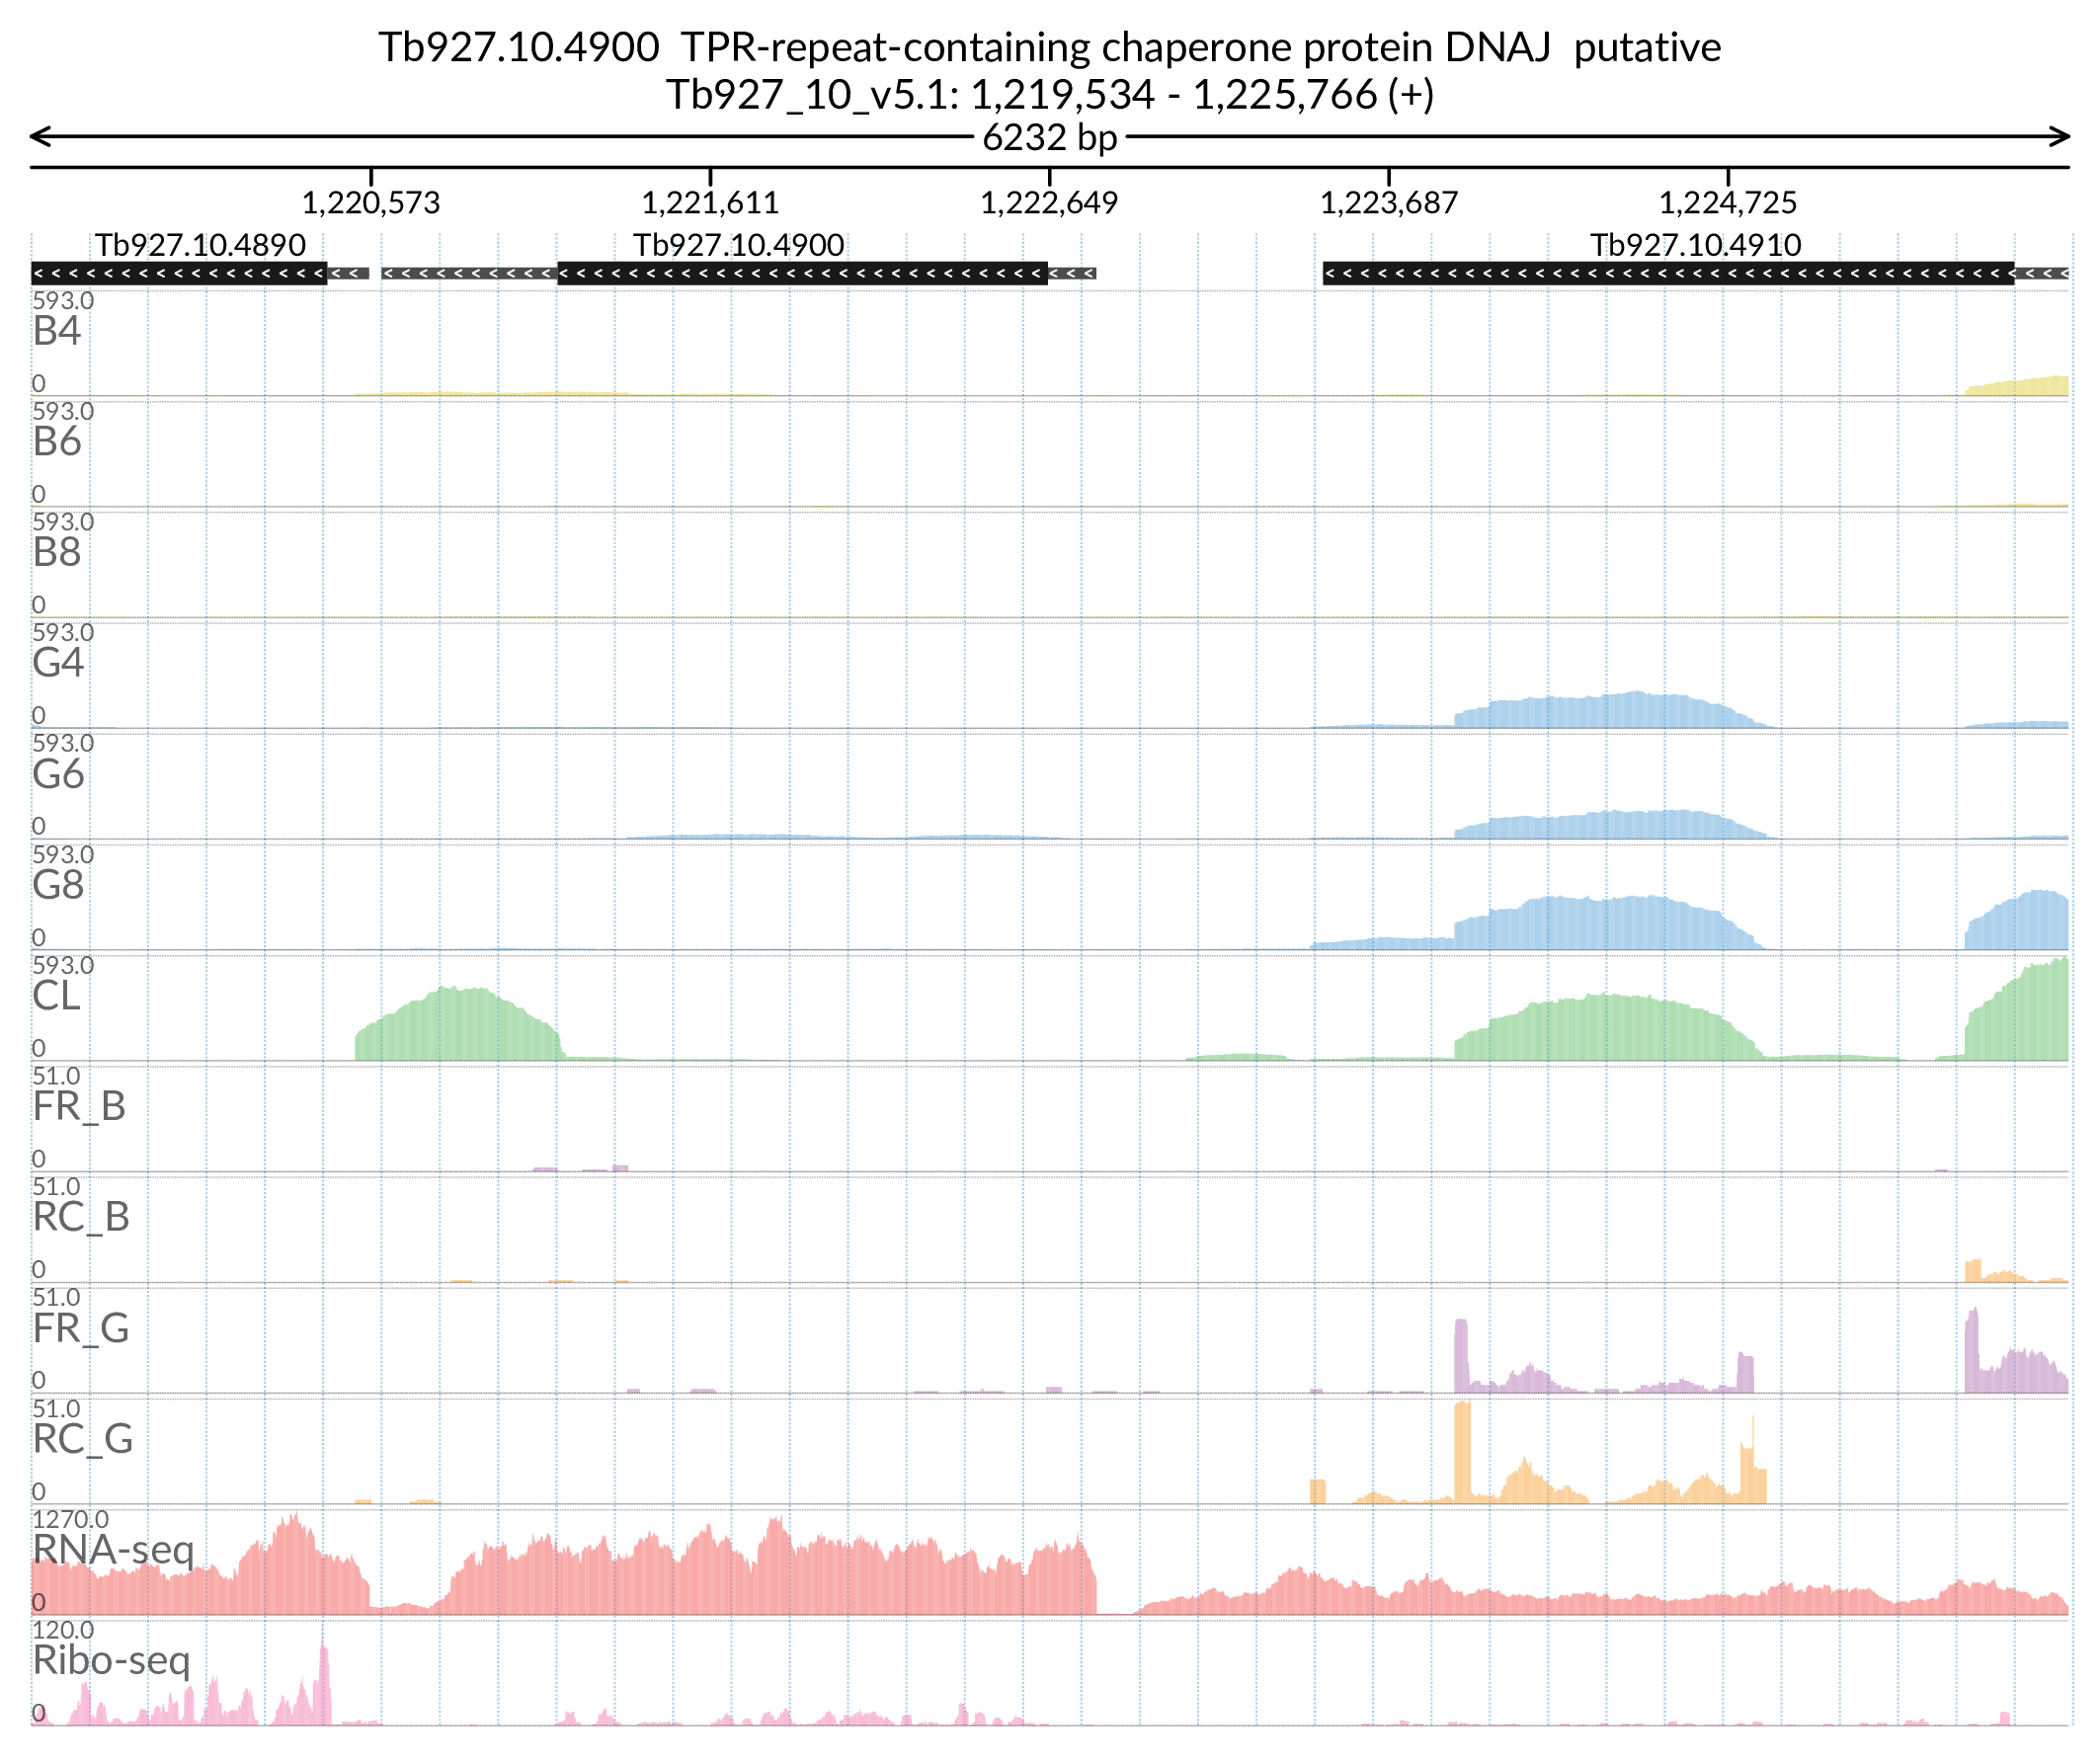 Tb927.10.4900 TPR-repeat-containing chaperone protein DNAJ putative
Tb927_10_v5.1: 1,219,534 - 1,225,766 (+)
6232 bp
1,220,573 1,221,611 1,222,649 1,223,687 1,224,725
Tb927.10.4890 Tb927.10.4900 Tb927.10.4910
593.0
B4
0
593.0
B6
0
593.0
B8
0
593.0
G4
0
593.0
G6
0
593.0
G8
0
593.0
CL
0
51.0
FR_B
0
51.0
RC_B
0
51.0
FR_G
0
51.0
RC_G
0
1270.0
RNA-seq
0
120.0
Ribo-seq
0